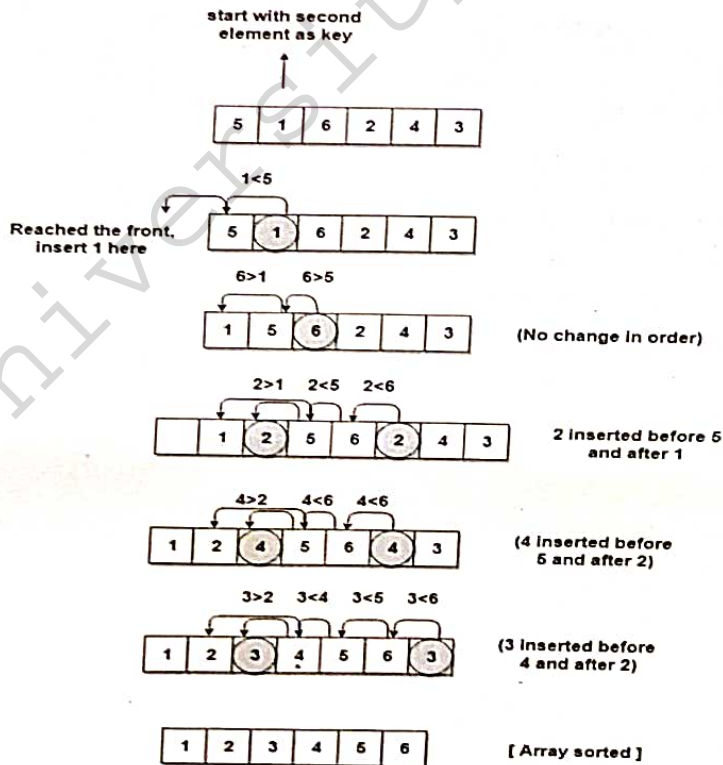 start with second
element as key
5 1 6 2 4 3
1<5
Reached the front,
insert 1 here
5 1 6 2 4 3
6>1 6>5
1 5 6 2 4 3
(No change in order)
2>1 2<5 2<6
1 2 5 6 2 4 3
2 inserted before 5
and after 1
4>2 4<6 4<6
1 2 4 5 6 4 3
(4 inserted before
5 and after 2)
3>2 3<4 3<5 3<6
1 2 3 4 5 6 3
(3 inserted before
4 and after 2)
1 2 3 4 5 6
[ Array sorted ]